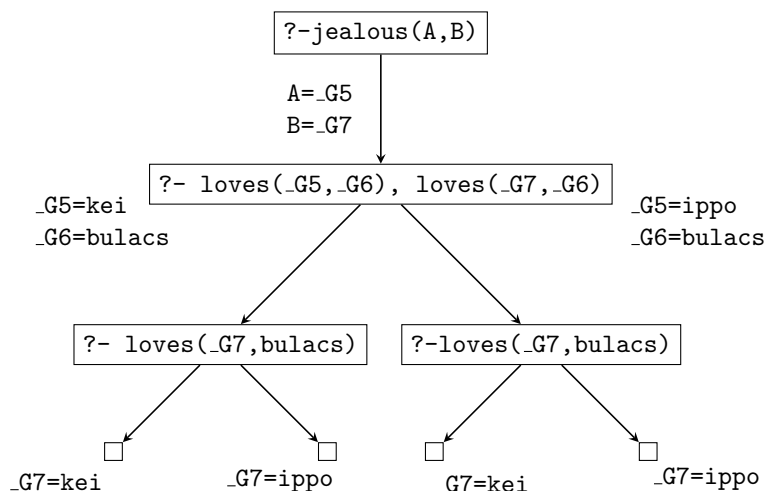 ?-jealous(A,B)
A=_G5
B=_G7
?- loves(_G5,_G6), loves(_G7,_G6)
_G5=kei
_G6=bulacs
_G5=ippo
_G6=bulacs
?- loves(_G7,bulacs)
?-loves(_G7,bulacs)
_G7=kei
_G7=ippo
_G7=kei
_G7=ippo